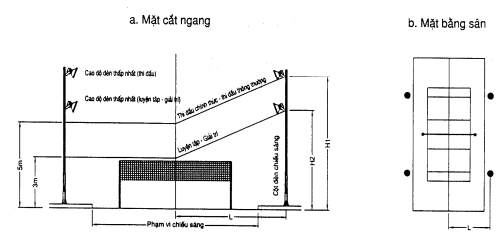 a. Mặt cắt ngang
b. Mặt bằng sân
Cao độ đèn thấp nhất (thi đấu)
Cao độ đèn thấp nhất (luyện tập - giải trí)
Thi đấu chính thức - thi đấu thông thường
Luyện tập - Giải trí
Cột đèn chiếu sáng
5m
3m
H2
H1
L
Phạm vi chiếu sáng
L